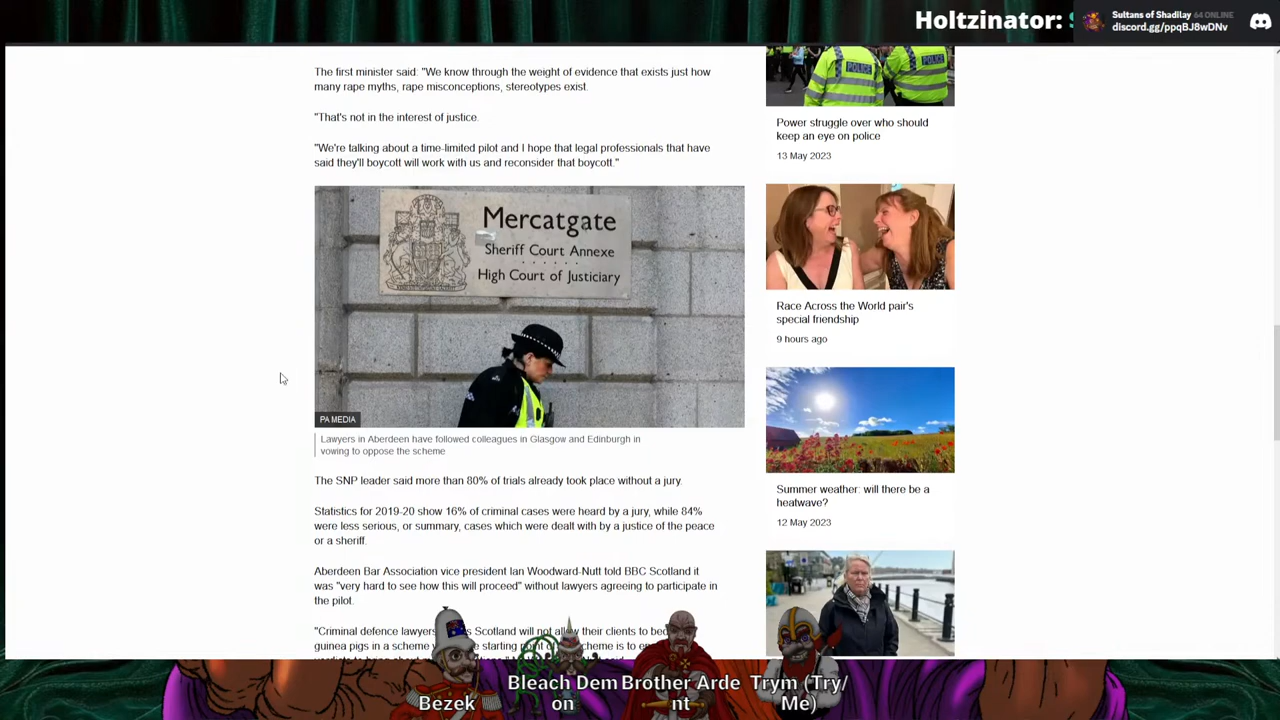 Holtzinator:
Sultans of Shadilay 64 ONLINE
discord.gg/ppqBJ8wDNv
The first minister said: "We know through the weight of evidence that exists just how
many rape myths, rape misconceptions, stereotypes exist.
"That's not in the interest of justice.
"We're talking about a time-limited pilot and I hope that legal professionals that have
said they'll boycott will work with us and reconsider that boycott."
Mercatgate
Sheriff Court Annexe
High Court of Justiciary
PA MEDIA
Lawyers in Aberdeen have followed colleagues in Glasgow and Edinburgh in
vowing to oppose the scheme
The SNP leader said more than 80% of trials already took place without a jury.
Statistics for 2019-20 show 16% of criminal cases were heard by a jury, while 84%
were less serious, or summary, cases which were dealt with by a justice of the peace
or a sheriff.
Aberdeen Bar Association vice president Ian Woodward-Nutt told BBC Scotland it
was "very hard to see how this will proceed" without lawyers agreeing to participate in
the pilot.
"Criminal defence lawyers Scotland will not allow their clients to
guinea pigs in a scheme starting point of scheme is to
POLICE
POLICE
Power struggle over who should
keep an eye on police
13 May 2023
Race Across the World pair's
special friendship
9 hours ago
Summer weather: will there be a
heatwave?
12 May 2023
Bezek
Bleach Dem
on
Brother Arde
nt
Trym (Try/
Me)